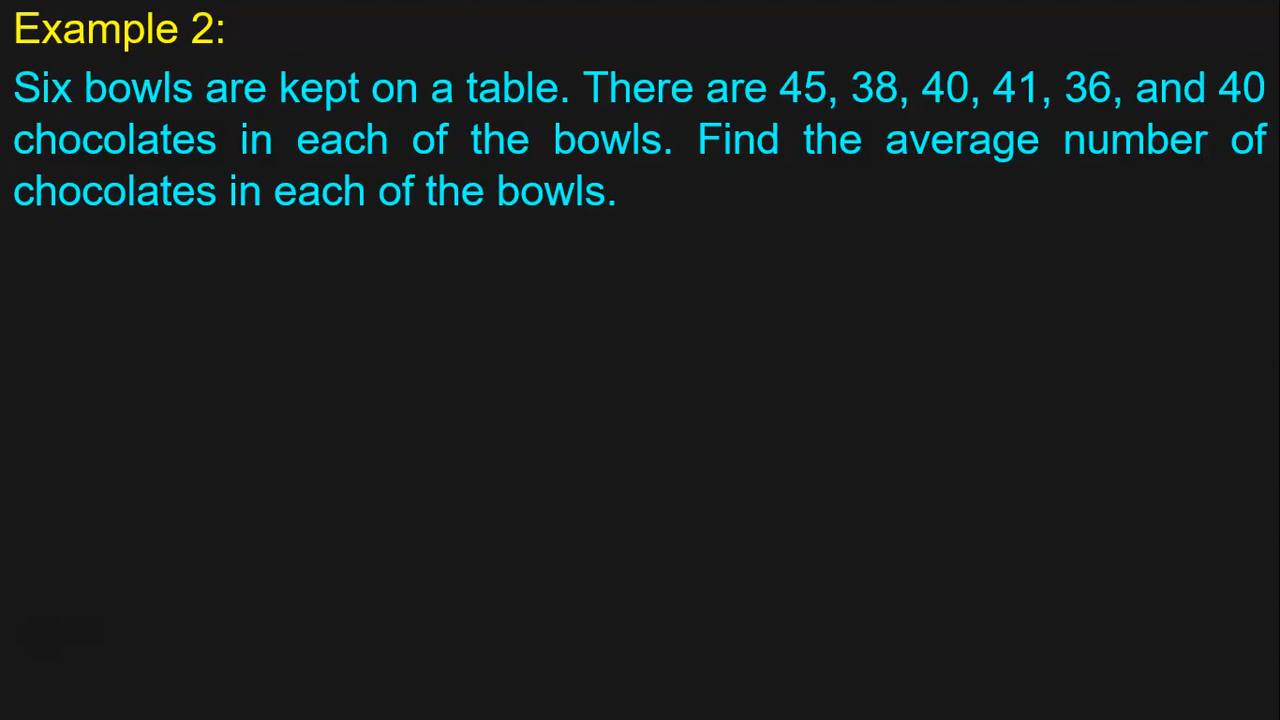 Example 2:
Six bowls are kept on a table. There are 45, 38, 40, 41, 36, and 40
chocolates in each of the bowls. Find the average number of
chocolates in each of the bowls.